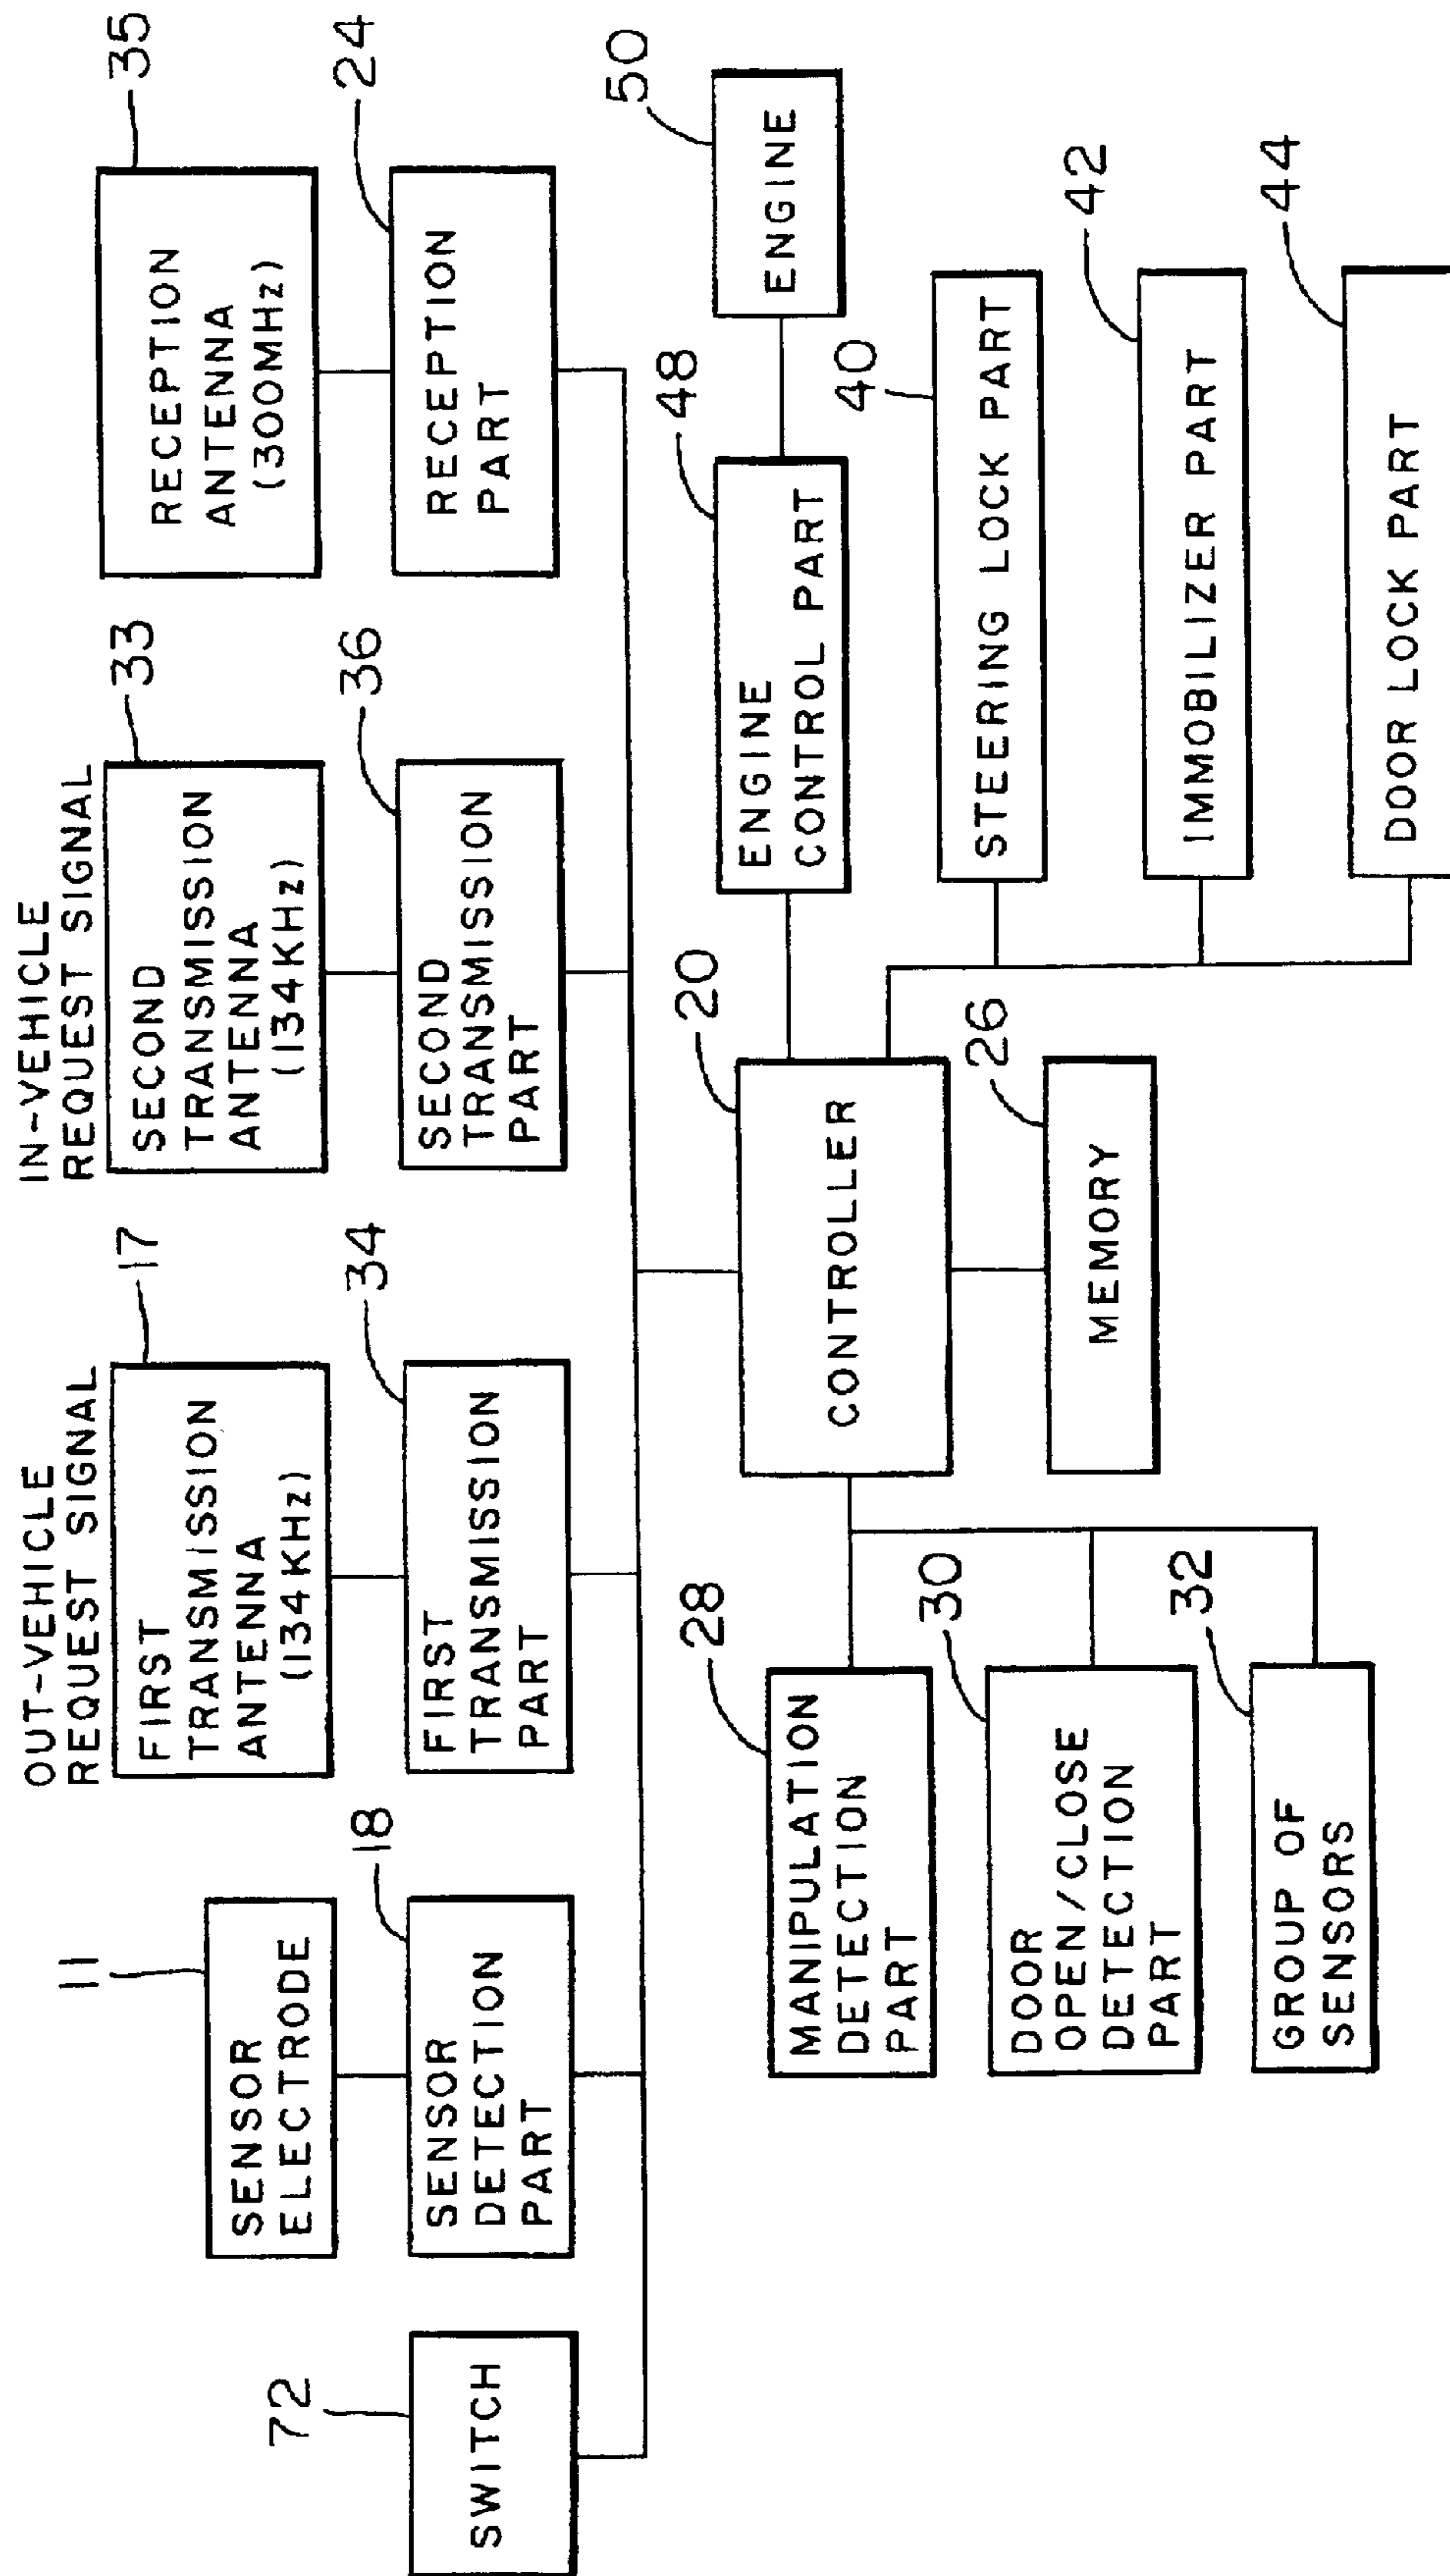 72
SWITCH
11
SENSOR
ELECTRODE
18
SENSOR
DETECTION
PART
OUT-VEHICLE
REQUEST SIGNAL
17
FIRST
TRANSMISSION
ANTENNA
(134KHz)
34
FIRST
TRANSMISSION
PART
IN-VEHICLE
REQUEST SIGNAL
33
SECOND
TRANSMISSION
ANTENNA
(134KHz)
36
SECOND
TRANSMISSION
PART
35
RECEPTION
ANTENNA
(300MHz)
24
RECEPTION
PART
28
MANIPULATION
DETECTION
PART
30
DOOR
OPEN/CLOSE
DETECTION
PART
32
GROUP OF
SENSORS
20
CONTROLLER
26
MEMORY
48
ENGINE
CONTROL PART
50
ENGINE
40
STEERING LOCK PART
42
IMMOBILIZER PART
44
DOOR LOCK PART